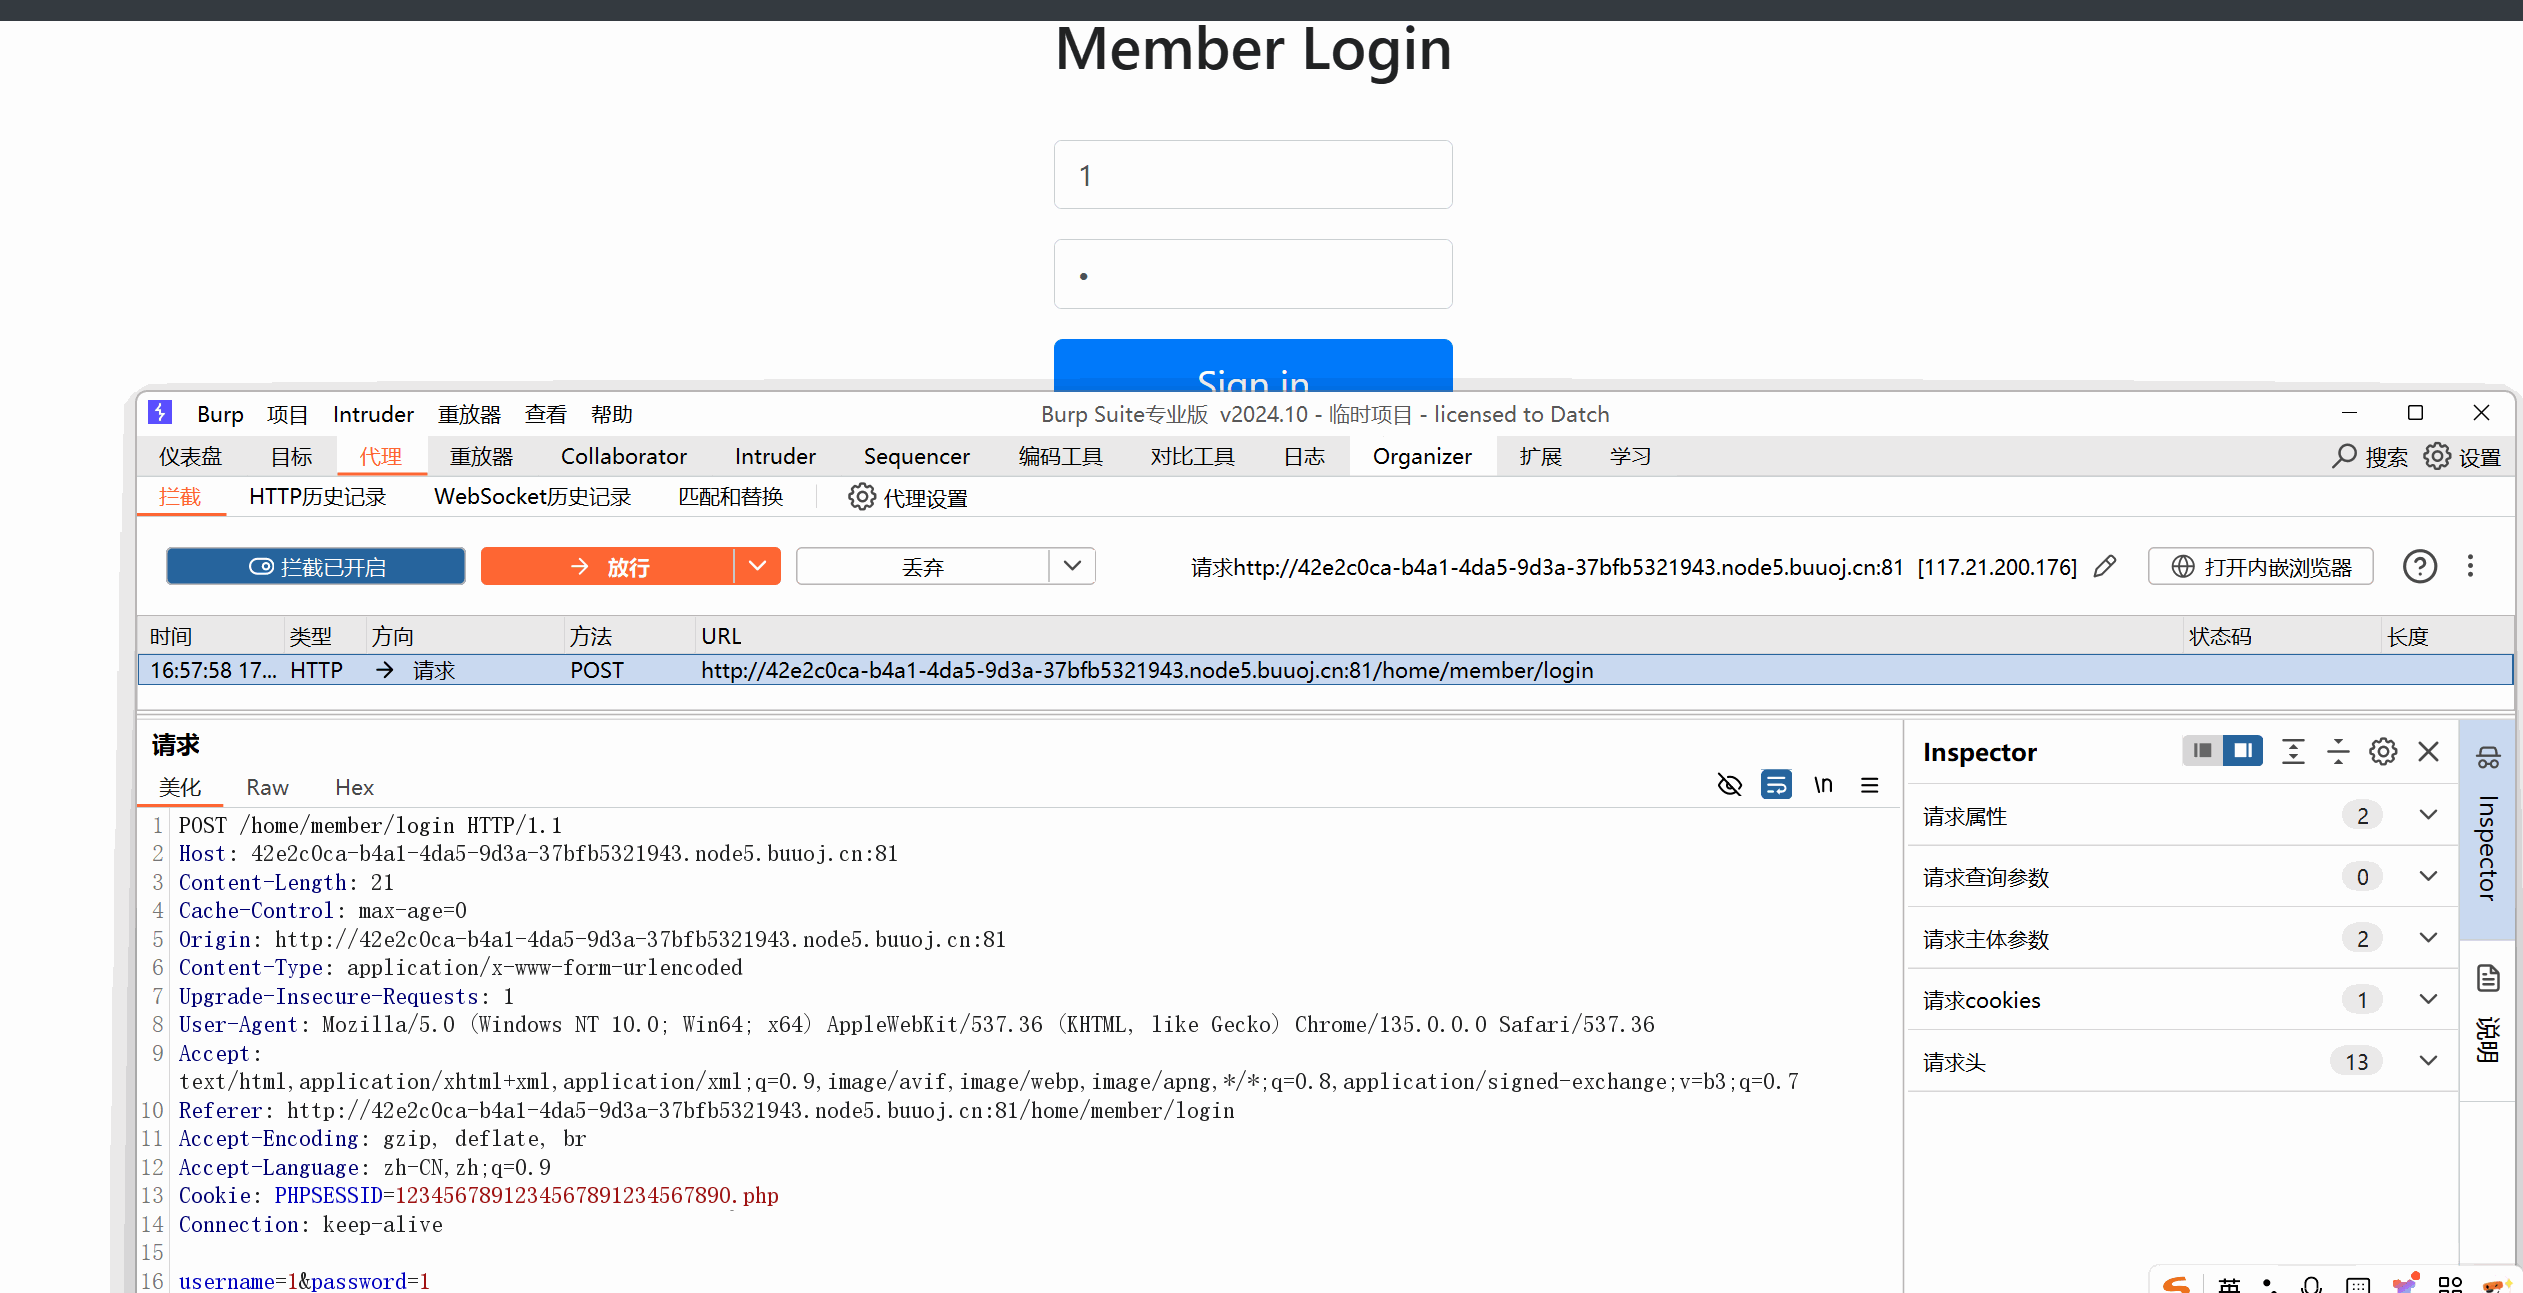 Member Login
1
•
Sign in
Burp 项目 Intruder 重放器 查看 帮助 Burp Suite专业版 v2024.10 - 临时项目 - licensed to Datch
仪表盘 目标 代理 重放器 Collaborator Intruder Sequencer 编码工具 对比工具 日志 Organizer 扩展 学习 搜索 设置
拦截 HTTP历史记录 WebSocket历史记录 匹配和替换 代理设置
拦截已开启 放行 丢弃 请求http://42e2c0ca-b4a1-4da5-9d3a-37bfb5321943.node5.buuoj.cn:81 [117.21.200.176] 打开内嵌浏览器
时间 类型 方向 方法 URL 状态码 长度
16:57:58 17... HTTP → 请求 POST http://42e2c0ca-b4a1-4da5-9d3a-37bfb5321943.node5.buuoj.cn:81/home/member/login
请求
美化 Raw Hex \n
1 POST /home/member/login HTTP/1.1
2 Host: 42e2c0ca-b4a1-4da5-9d3a-37bfb5321943.node5.buuoj.cn:81
3 Content-Length: 21
4 Cache-Control: max-age=0
5 Origin: http://42e2c0ca-b4a1-4da5-9d3a-37bfb5321943.node5.buuoj.cn:81
6 Content-Type: application/x-www-form-urlencoded
7 Upgrade-Insecure-Requests: 1
8 User-Agent: Mozilla/5.0 (Windows NT 10.0; Win64; x64) AppleWebKit/537.36 (KHTML, like Gecko) Chrome/135.0.0.0 Safari/537.36
9 Accept:
text/html,application/xhtml+xml,application/xml;q=0.9,image/avif,image/webp,image/apng,*/*;q=0.8,application/signed-exchange;v=b3;q=0.7
10 Referer: http://42e2c0ca-b4a1-4da5-9d3a-37bfb5321943.node5.buuoj.cn:81/home/member/login
11 Accept-Encoding: gzip, deflate, br
12 Accept-Language: zh-CN,zh;q=0.9
13 Cookie: PHPSESSID=1234567891234567891234567890.php
14 Connection: keep-alive
15
16 username=1&password=1
Inspector
请求属性 2
请求查询参数 0
请求主体参数 2
请求cookies 1
请求头 13
Inspector
说明
英